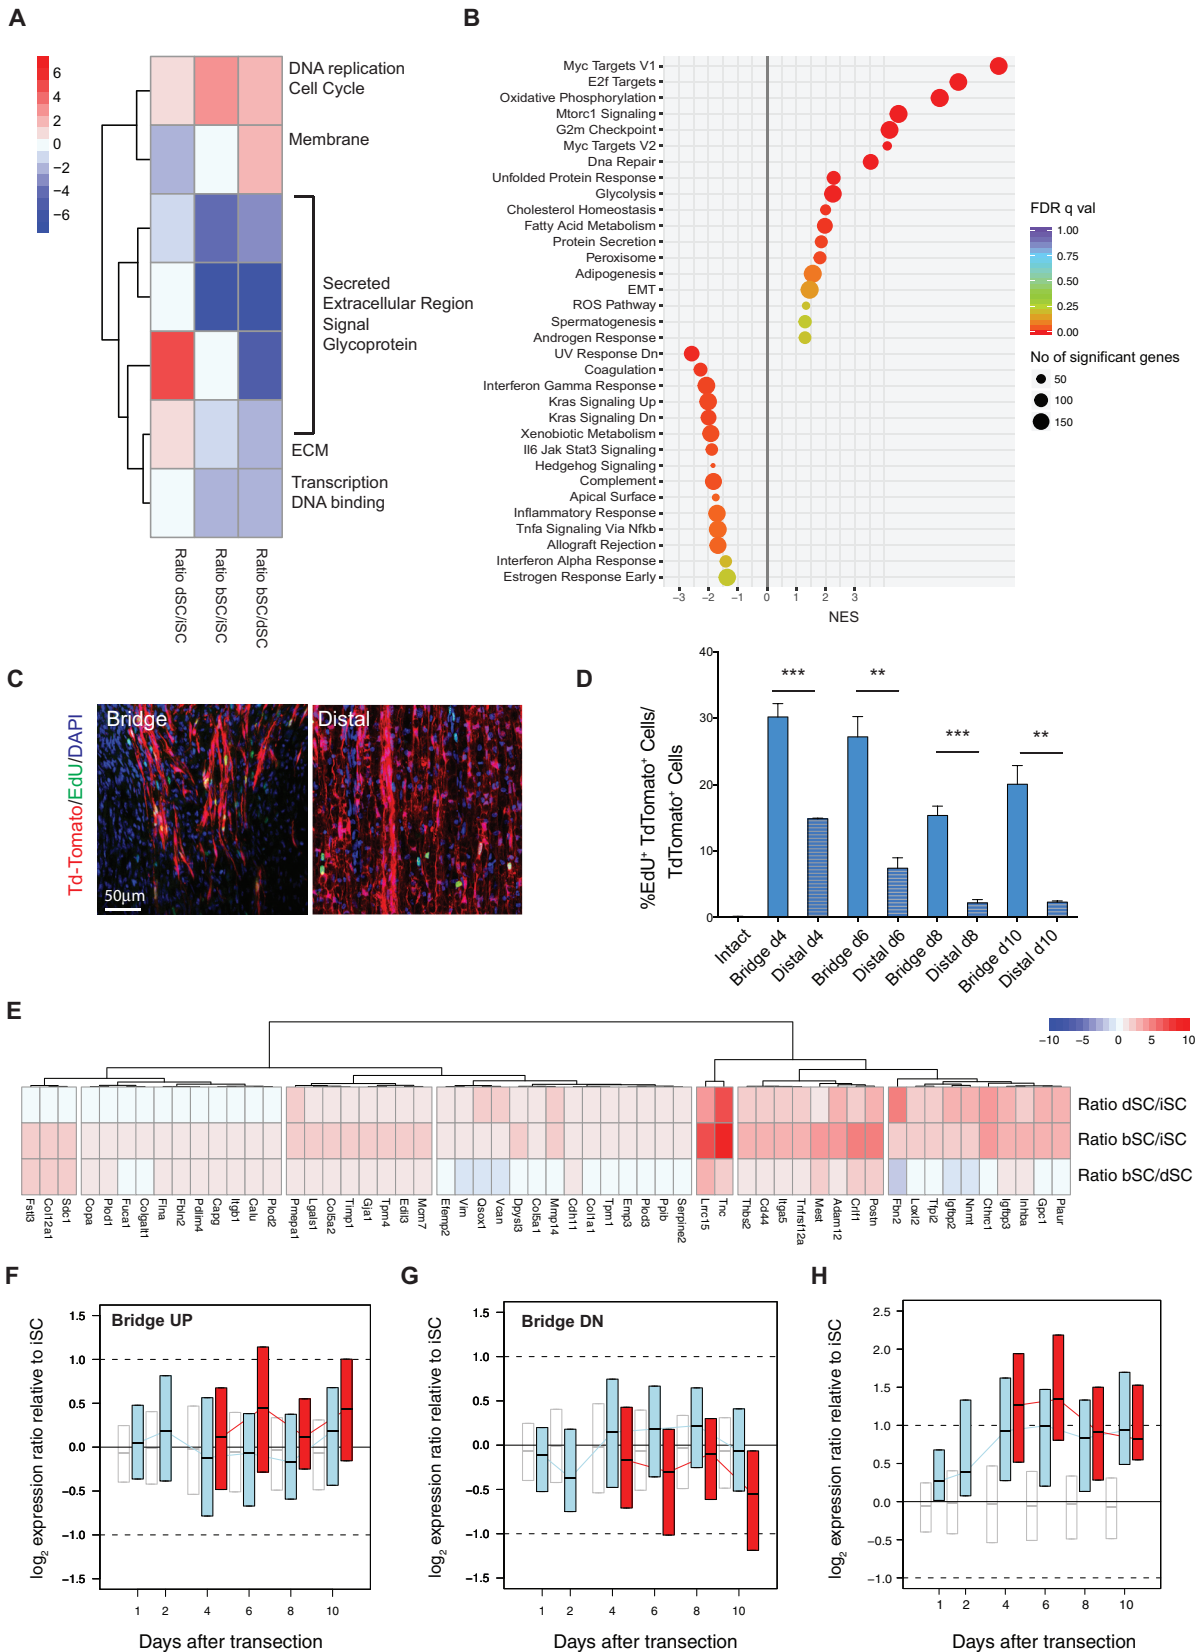 A
6
4
2
0
−2
−4
−6
DNA replication
Cell Cycle
Membrane
Secreted
Extracellular Region
Signal
Glycoprotein
ECM
Transcription
DNA binding
Ratio dSC/iSC
Ratio bSC/iSC
Ratio bSC/dSC
B
Myc Targets V1
E2f Targets
Oxidative Phosphorylation
Mtorc1 Signaling
G2m Checkpoint
Myc Targets V2
Dna Repair
Unfolded Protein Response
Glycolysis
Cholesterol Homeostasis
Fatty Acid Metabolism
Protein Secretion
Peroxisome
Adipogenesis
EMT
ROS Pathway
Spermatogenesis
Androgen Response
UV Response Dn
Coagulation
Interferon Gamma Response
Kras Signaling Up
Kras Signaling Dn
Xenobiotic Metabolism
Il6 Jak Stat3 Signaling
Hedgehog Signaling
Complement
Apical Surface
Inflammatory Response
Tnfa Signaling Via Nfkb
Allograft Rejection
Interferon Alpha Response
Estrogen Response Early
−3 −2 −1 0 1 2 3
NES
FDR q val
1.00
0.75
0.50
0.25
0.00
No of significant genes
50
100
150
C
Td-Tomato/EdU/DAPI
Bridge
50μm
Distal
D
%EdU⁺ TdTomato⁺ Cells/
TdTomato⁺ Cells
40
30
20
10
0
*** ** *** **
Intact
Bridge d4
Distal d4
Bridge d6
Distal d6
Bridge d8
Distal d8
Bridge d10
Distal d10
E
−10 −5 0 5 10
Ratio dSC/iSC
Ratio bSC/iSC
Ratio bSC/dSC
Fstl3
Col12a1
Sdc1
Copa
Plod1
Fuca1
Colgalt1
Flna
Fbln2
Pdlim4
Capg
Itgb1
Calu
Plod2
Pmepa1
Lgals1
Col5a2
Timp1
Gja1
Tpm4
Edil3
Mcm7
Efemp2
Vim
Qsox1
Vcan
Dpysl3
Col5a1
Mmp14
Cdh11
Col1a1
Tpm1
Emp3
Plod3
Ppib
Serpine2
Lrrc15
Tnc
Thbs2
Cd44
Itga5
Tnfrsf12a
Mest
Adam12
Crlf1
Postn
Fbn2
Loxl2
Tfpi2
Igfbp2
Nnmt
Cthrc1
Igfbp3
Inhba
Gpc1
Plaur
F
log₂ expression ratio relative to iSC
1.5
1.0
0.5
0.0
−0.5
−1.0
−1.5
Bridge UP
1 2 4 6 8 10
Days after transection
G
log₂ expression ratio relative to iSC
1.5
1.0
0.5
0.0
−0.5
−1.0
−1.5
Bridge DN
1 2 4 6 8 10
Days after transection
H
log₂ expression ratio relative to iSC
2.5
2.0
1.5
1.0
0.5
0.0
−0.5
−1.0
1 2 4 6 8 10
Days after transection